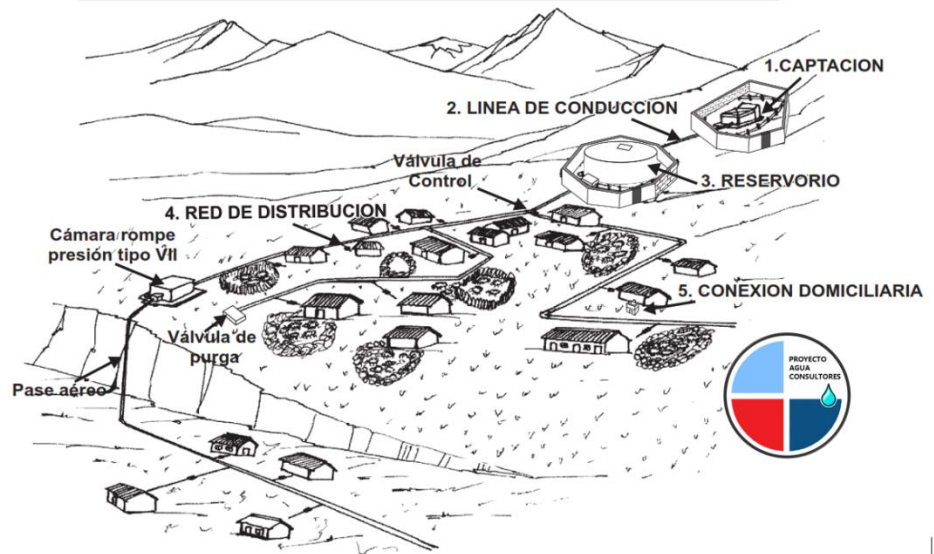 1.CAPTACION
2. LINEA DE CONDUCCION
Válvula de
Control
3. RESERVORIO
4. RED DE DISTRIBUCION
Cámara rompe
presión tipo VII
5. CONEXION DOMICILIARIA
Válvula de
purga
Pase aéreo
PROYECTO
AGUA
CONSULTORES